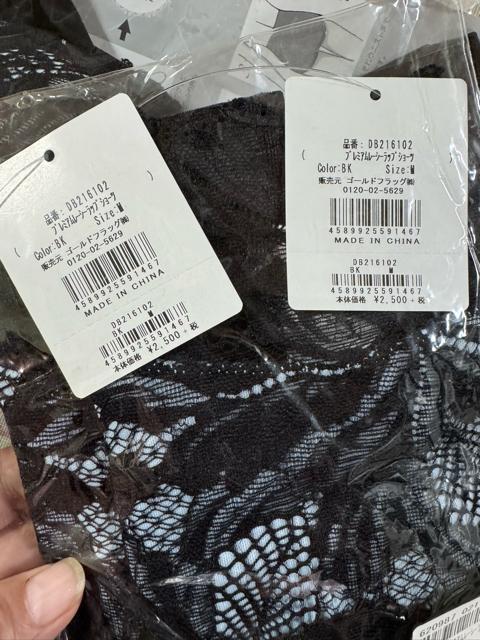 品番: DB216102
プレミアムレーシーラップショーツ
Color:BK Size:M
販売元 ゴールドフラッグ㈱
0120-02-5629
4589925591467
MADE IN CHINA
DB216102
BK M
4589925591467
本体価格 ¥2,500+税
品番: DB216102
( プレミアムレーシーラップショーツ )
Color:BK Size:M
販売元 ゴールドフラッグ㈱
0120-02-5629
4589925591467
MADE IN CHINA
DB216102
BK M
本体価格 ¥2,500+税